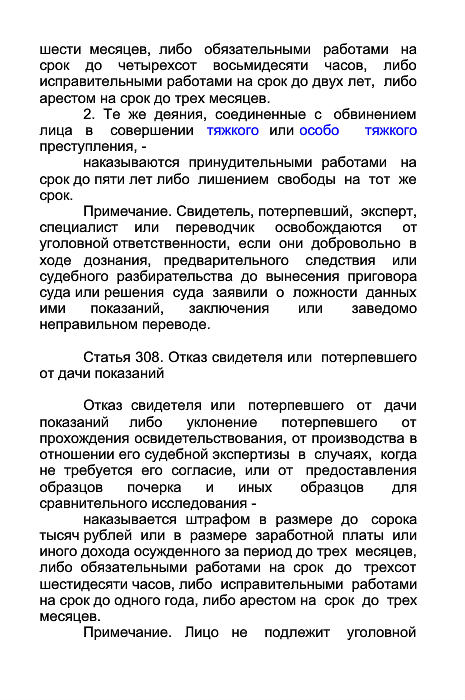 шести месяцев, либо обязательными работами на
срок до четырехсот восьмидесяти часов, либо
исправительными работами на срок до двух лет, либо
арестом на срок до трех месяцев.
2. Те же деяния, соединенные с обвинением
лица в совершении тяжкого или особо тяжкого
преступления, -
наказываются принудительными работами на
срок до пяти лет либо лишением свободы на тот же
срок.
Примечание. Свидетель, потерпевший, эксперт,
специалист или переводчик освобождаются от
уголовной ответственности, если они добровольно в
ходе дознания, предварительного следствия или
судебного разбирательства до вынесения приговора
суда или решения суда заявили о ложности данных
ими показаний, заключения или заведомо
неправильном переводе.
Статья 308. Отказ свидетеля или потерпевшего
от дачи показаний
Отказ свидетеля или потерпевшего от дачи
показаний либо уклонение потерпевшего от
прохождения освидетельствования, от производства в
отношении его судебной экспертизы в случаях, когда
не требуется его согласие, или от предоставления
образцов почерка и иных образцов для
сравнительного исследования -
наказывается штрафом в размере до сорока
тысяч рублей или в размере заработной платы или
иного дохода осужденного за период до трех месяцев,
либо обязательными работами на срок до трехсот
шестидесяти часов, либо исправительными работами
на срок до одного года, либо арестом на срок до трех
месяцев.
Примечание. Лицо не подлежит уголовной